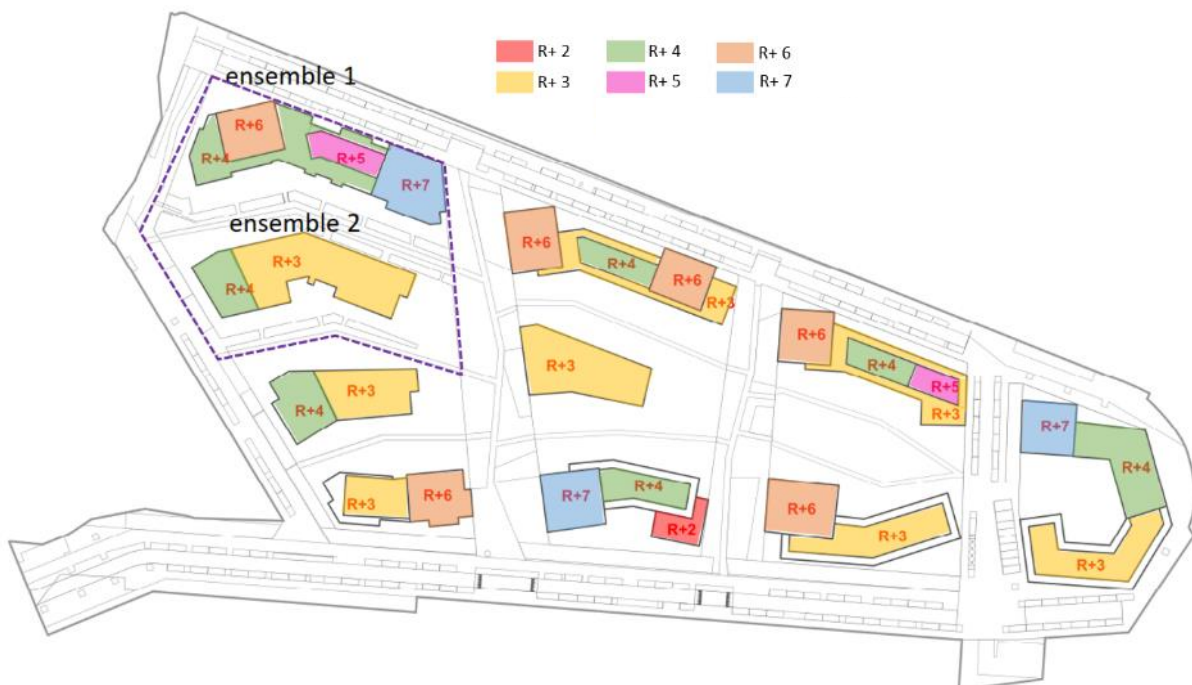 R+ 2 R+ 4 R+ 6
R+ 3 R+ 5 R+ 7
ensemble 1
R+6
R+4
R+5
R+7
ensemble 2
R+3
R+4
R+6
R+4
R+6
R+3
R+6
R+4
R+5
R+3
R+3
R+3
R+4
R+7
R+4
R+3
R+3
R+6
R+7
R+4
R+2
R+6
R+3